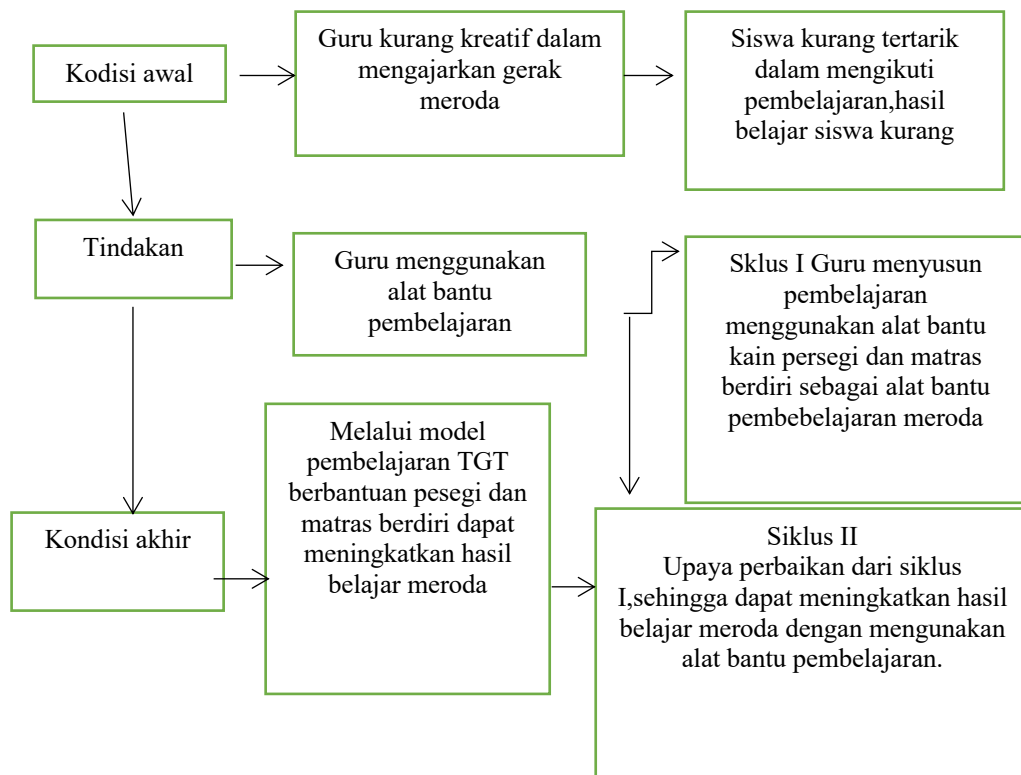 Kodisi awal
Guru kurang kreatif dalam
mengajarkan gerak
meroda
Siswa kurang tertarik
dalam mengikuti
pembelajaran,hasil
belajar siswa kurang
Tindakan
Guru menggunakan
alat bantu
pembelajaran
Sklus I Guru menyusun
pembelajaran
menggunakan alat bantu
kain persegi dan matras
berdiri sebagai alat bantu
pembebelajaran meroda
Kondisi akhir
Melalui model
pembelajaran TGT
berbantuan pesegi dan
matras berdiri dapat
meningkatkan hasil
belajar meroda
Siklus II
Upaya perbaikan dari siklus
I,sehingga dapat meningkatkan hasil
belajar meroda dengan mengunakan
alat bantu pembelajaran.